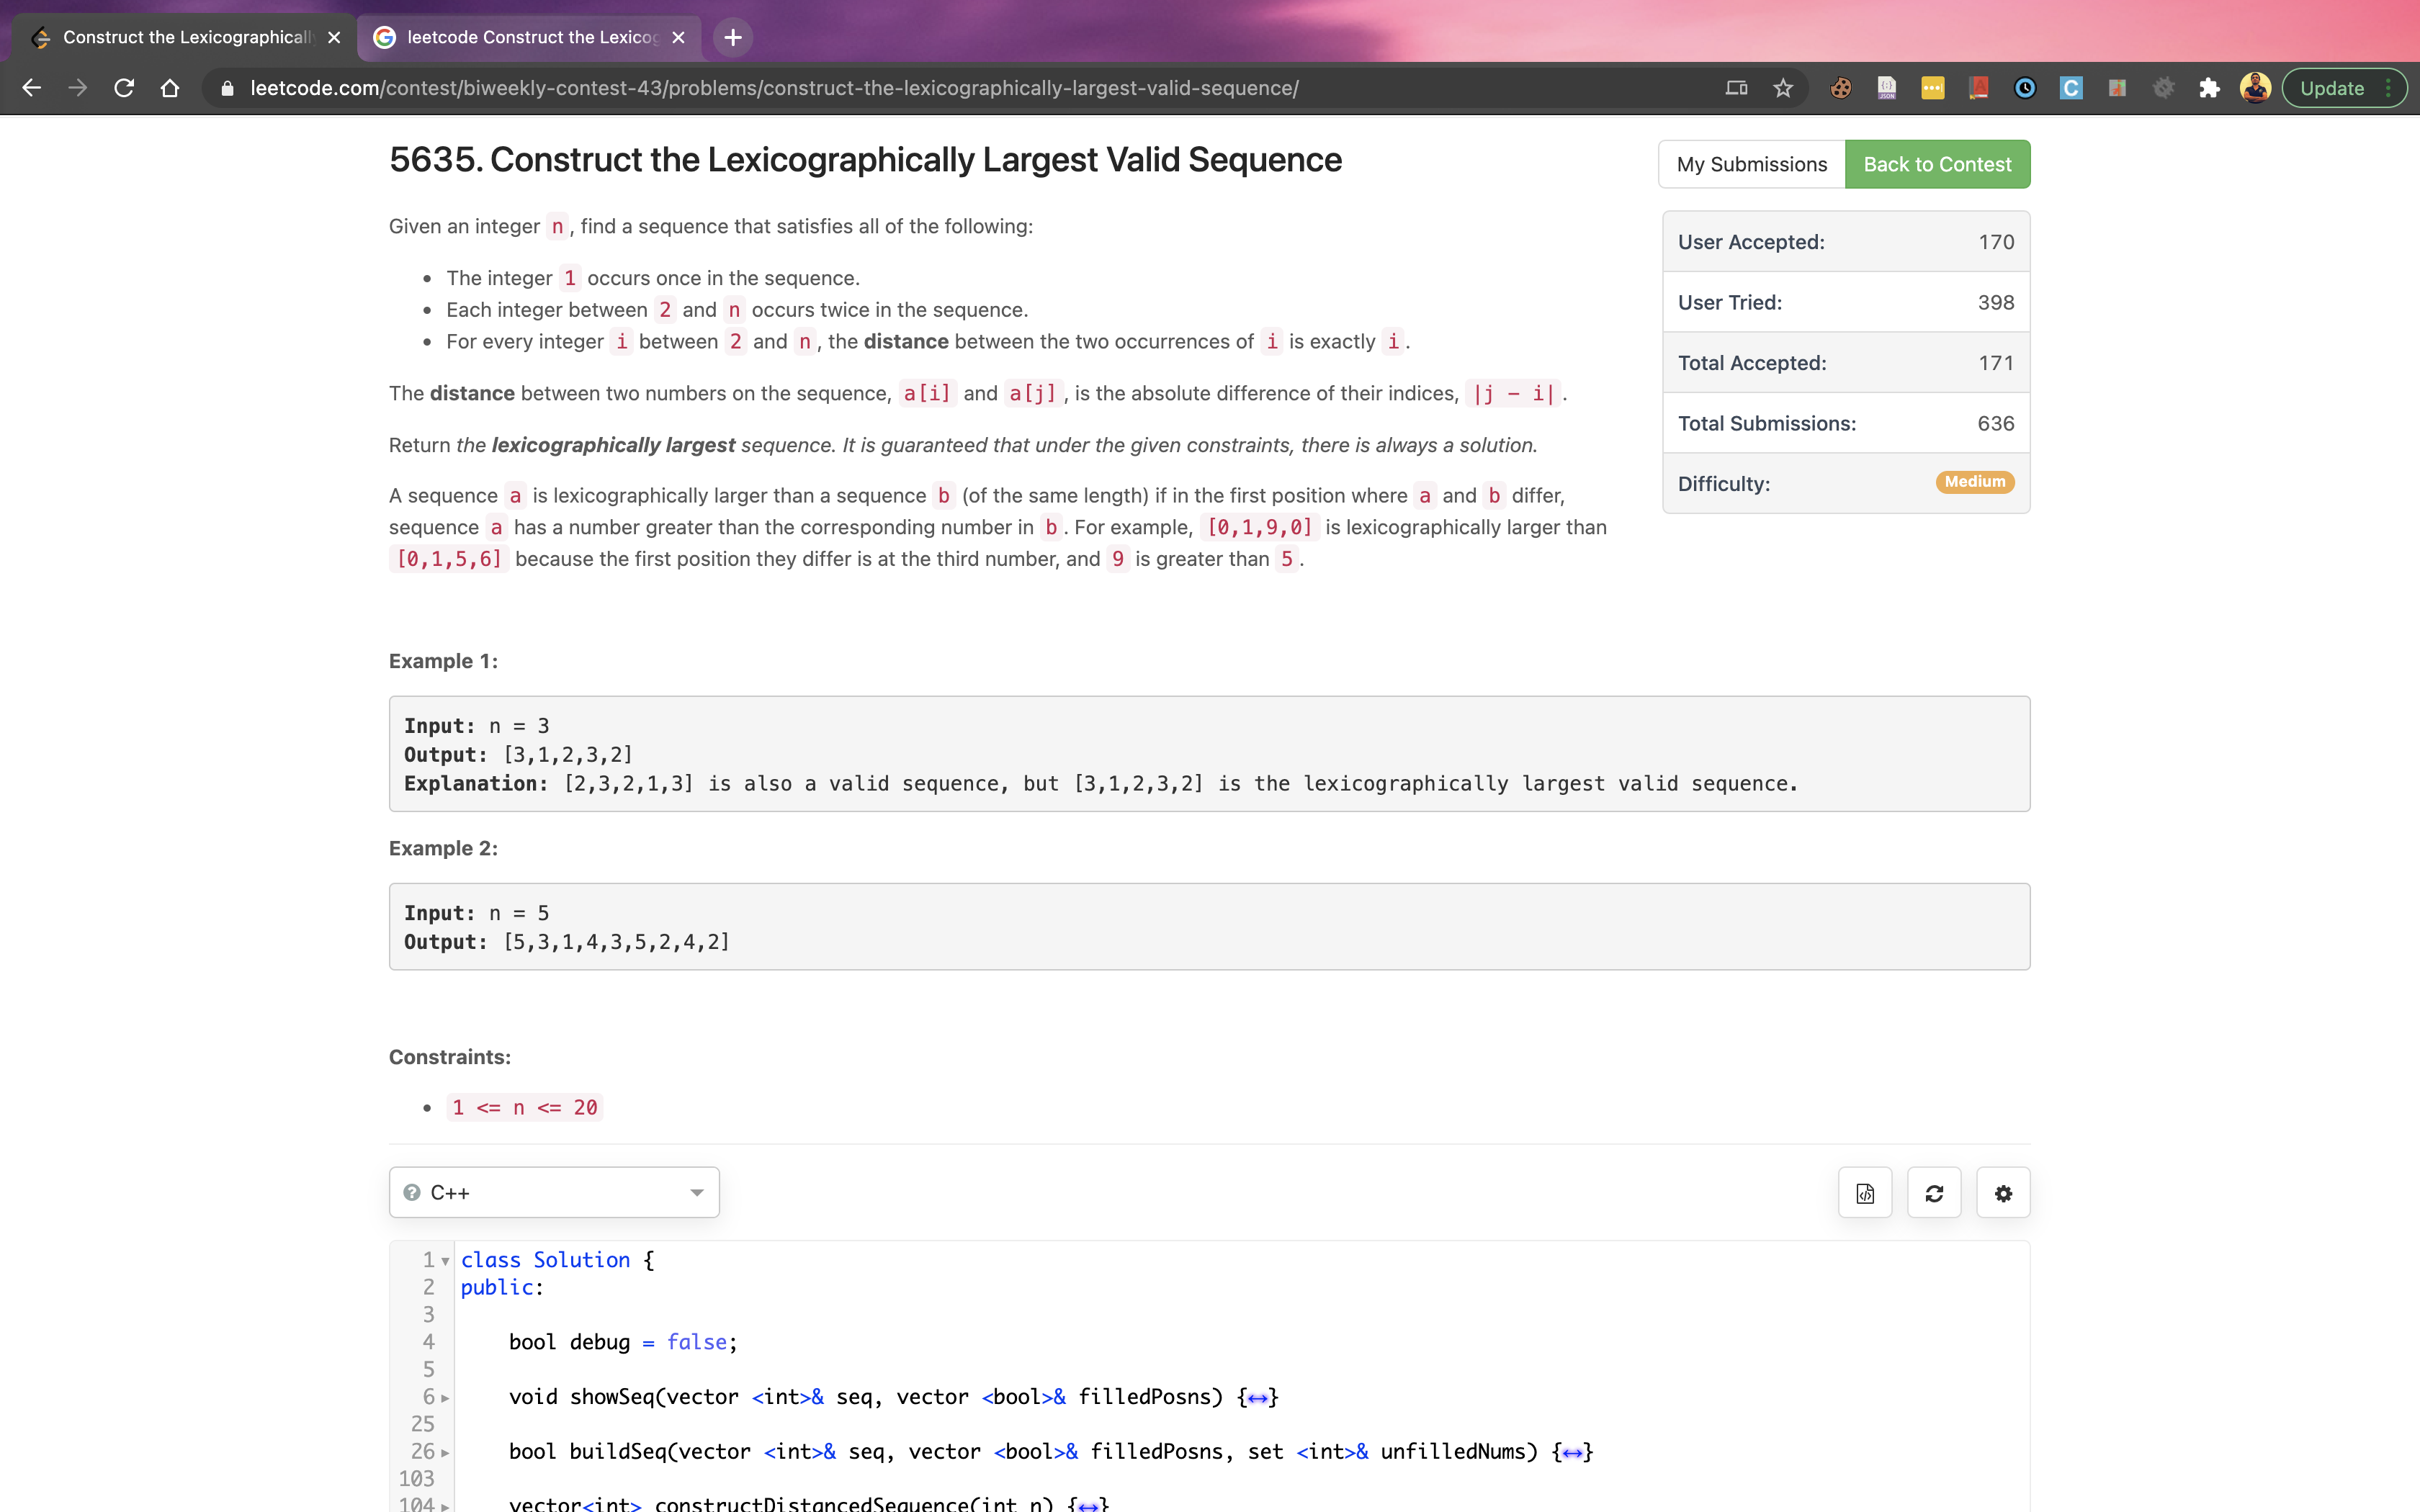 Construct the Lexicographicall
leetcode Construct the Lexicog
leetcode.com/contest/biweekly-contest-43/problems/construct-the-lexicographically-largest-valid-sequence/
Update
5635. Construct the Lexicographically Largest Valid Sequence
My Submissions
Back to Contest
Given an integer n, find a sequence that satisfies all of the following:
• The integer 1 occurs once in the sequence.
• Each integer between 2 and n occurs twice in the sequence.
• For every integer i between 2 and n, the distance between the two occurrences of i is exactly i.
The distance between two numbers on the sequence, a[i] and a[j], is the absolute difference of their indices, |j - i|.
Return the lexicographically largest sequence. It is guaranteed that under the given constraints, there is always a solution.
A sequence a is lexicographically larger than a sequence b (of the same length) if in the first position where a and b differ,
sequence a has a number greater than the corresponding number in b. For example, [0,1,9,0] is lexicographically larger than
[0,1,5,6] because the first position they differ is at the third number, and 9 is greater than 5.
User Accepted: 170
User Tried: 398
Total Accepted: 171
Total Submissions: 636
Difficulty: Medium
Example 1:
Input: n = 3
Output: [3,1,2,3,2]
Explanation: [2,3,2,1,3] is also a valid sequence, but [3,1,2,3,2] is the lexicographically largest valid sequence.
Example 2:
Input: n = 5
Output: [5,3,1,4,3,5,2,4,2]
Constraints:
• 1 <= n <= 20
C++
1 class Solution {
2 public:
3
4 bool debug = false;
5
6 void showSeq(vector <int>& seq, vector <bool>& filledPosns) {↔}
25
26 bool buildSeq(vector <int>& seq, vector <bool>& filledPosns, set <int>& unfilledNums) {↔}
103
104 vector<int> constructDistancedSequence(int n) {↔}